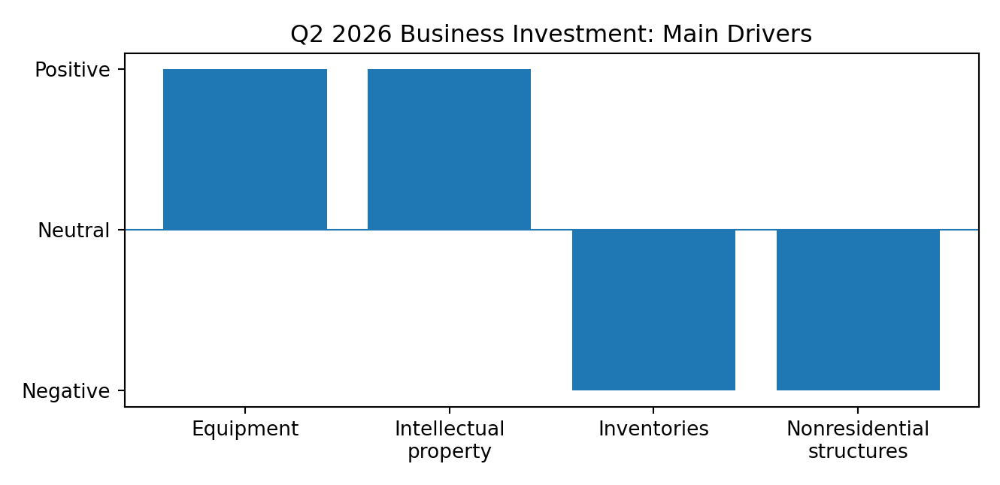 Q2 2026 Business Investment: Main Drivers
Positive
Neutral
Negative
Equipment
Intellectual
property
Inventories
Nonresidential
structures